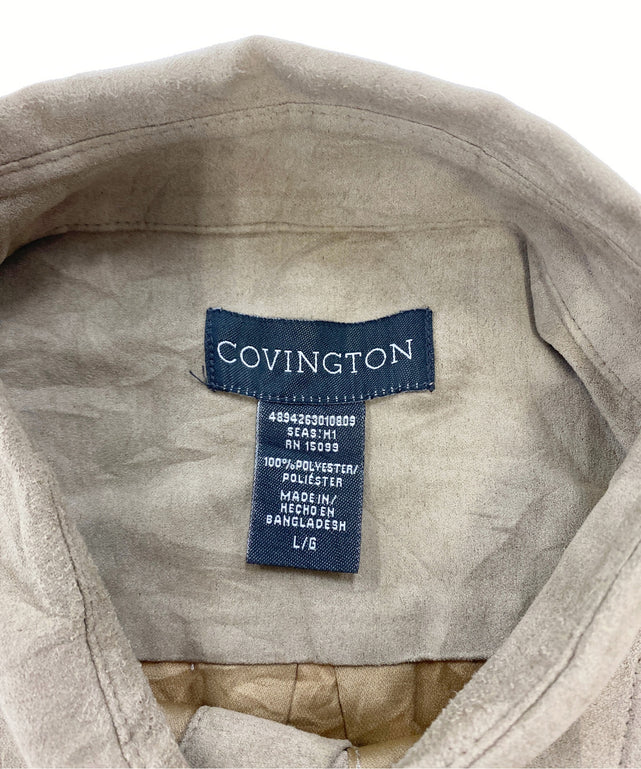 COVINGTON
4894263010809
SEAS:H1
RN 15099
100%POLYESTER/
POLIÉSTER
MADE IN/
HECHO EN
BANGLADESH
L/G